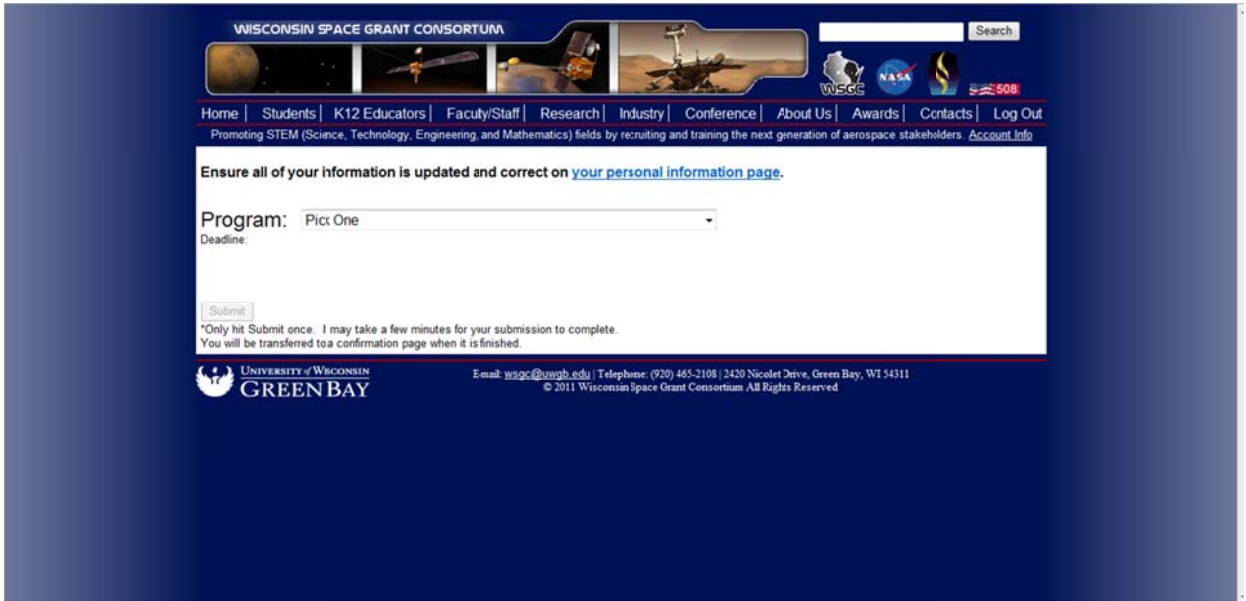 WISCONSIN SPACE GRANT CONSORTIUM
Search
WSGC
NASA
508
Home | Students | K12 Educators | Faculty/Staff | Research | Industry | Conference | About Us | Awards | Contacts | Log Out
Promoting STEM (Science, Technology, Engineering, and Mathematics) fields by recruiting and training the next generation of aerospace stakeholders. Account Info
Ensure all of your information is updated and correct on your personal information page.
Program: Pick One
Deadline:
Submit
*Only hit Submit once. I may take a few minutes for your submission to complete.
You will be transferred to a confirmation page when it is finished.
UNIVERSITY of WISCONSIN
GREEN BAY
Email: wsgc@uwgb.edu | Telephone: (920) 465-2108 | 2420 Nicolet Drive, Green Bay, WI 54311
© 2011 Wisconsin Space Grant Consortium All Rights Reserved